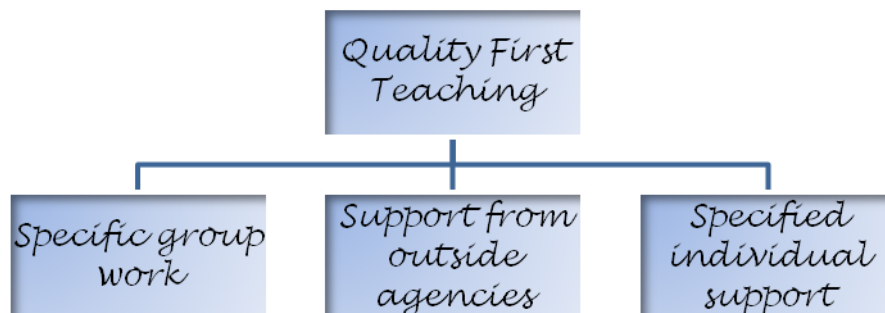 Quality First
Teaching
Specific group
work
Support from
outside
agencies
Specified
individual
support